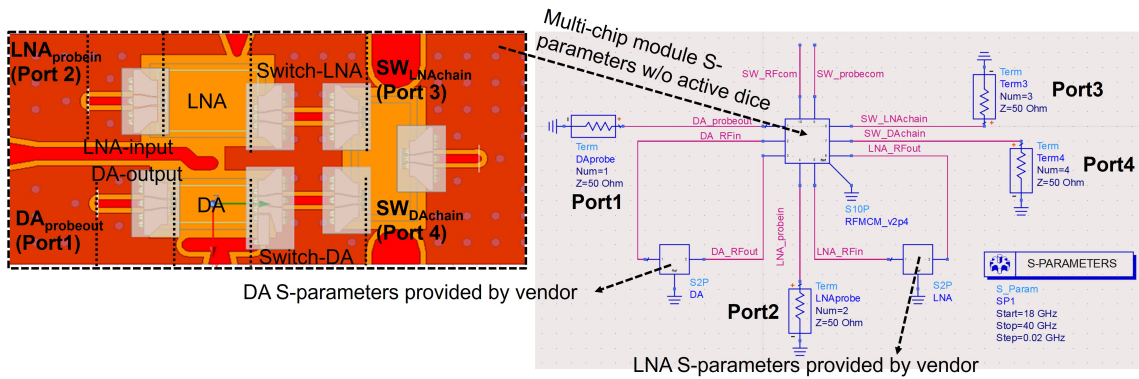 LNAprobein
(Port 2)
LNA
Switch-LNA
SWLNAchain
(Port 3)
LNA-input
DA-output
DAprobeout
(Port1)
DA
Switch-DA
SWDAchain
(Port 4)
Multi-chip module S-
parameters w/o active dice
DA S-parameters provided by vendor
LNA S-parameters provided by vendor
SW_RFcom
SW_probecom
DA_probeout
DA_RFin
SW_LNAchain
SW_DAchain
LNA_RFout
Term
Term3
Num=3
Z=50 Ohm
Port3
Term
DAprobe
Num=1
Z=50 Ohm
Port1
Term
Term4
Num=4
Z=50 Ohm
Port4
S10P
RFMCM_v2p4
DA_RFout
LNA_probein
LNA_RFin
S2P
DA
S2P
LNA
Port2
Term
LNAprobe
Num=2
Z=50 Ohm
S-PARAMETERS
S_Param
SP1
Start=18 GHz
Stop=40 GHz
Step=0.02 GHz